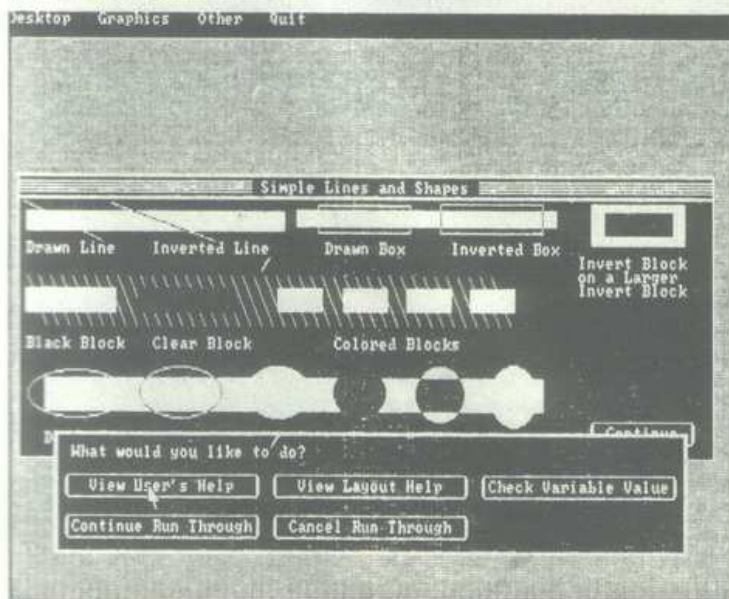 Desktop Graphics Other Quit
Simple Lines and Shapes
Drawn Line Inverted Line Drawn Box Inverted Box
Invert Block
on a Larger
Invert Block
Black Block Clear Block Colored Blocks
Continue
What would you like to do?
View User's Help View Layout Help Check Variable Value
Continue Run Through Cancel Run Through